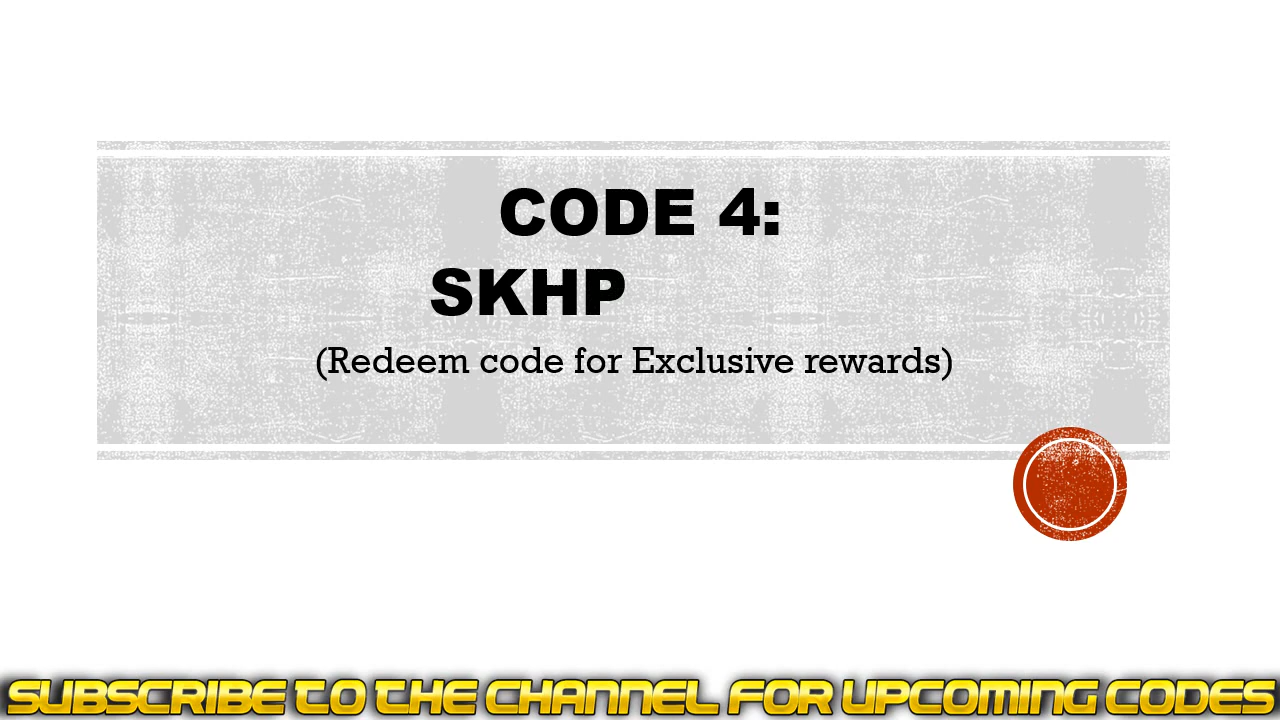 CODE 4:
SKHP
(Redeem code for Exclusive rewards)
SUBSCRIBE TO THE CHANNEL FOR UPCOMING CODES